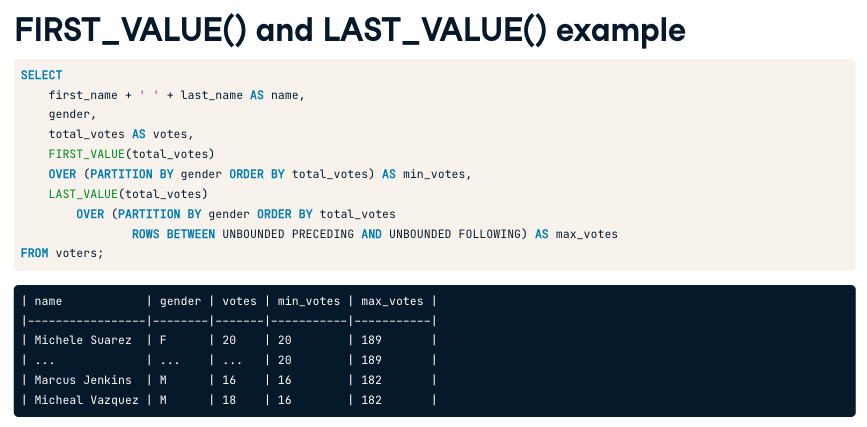 FIRST_VALUE() and LAST_VALUE() example
SELECT
    first_name + ' ' + last_name AS name,
    gender,
    total_votes AS votes,
    FIRST_VALUE(total_votes)
    OVER (PARTITION BY gender ORDER BY total_votes) AS min_votes,
    LAST_VALUE(total_votes)
        OVER (PARTITION BY gender ORDER BY total_votes
                ROWS BETWEEN UNBOUNDED PRECEDING AND UNBOUNDED FOLLOWING) AS max_votes
FROM voters;
| name            | gender | votes | min_votes | max_votes |
|-----------------|--------|-------|-----------|-----------|
| Michele Suarez  | F      | 20    | 20        | 189       |
| ...             | ...    | ...   | 20        | 189       |
| Marcus Jenkins  | M      | 16    | 16        | 182       |
| Micheal Vazquez | M      | 18    | 16        | 182       |